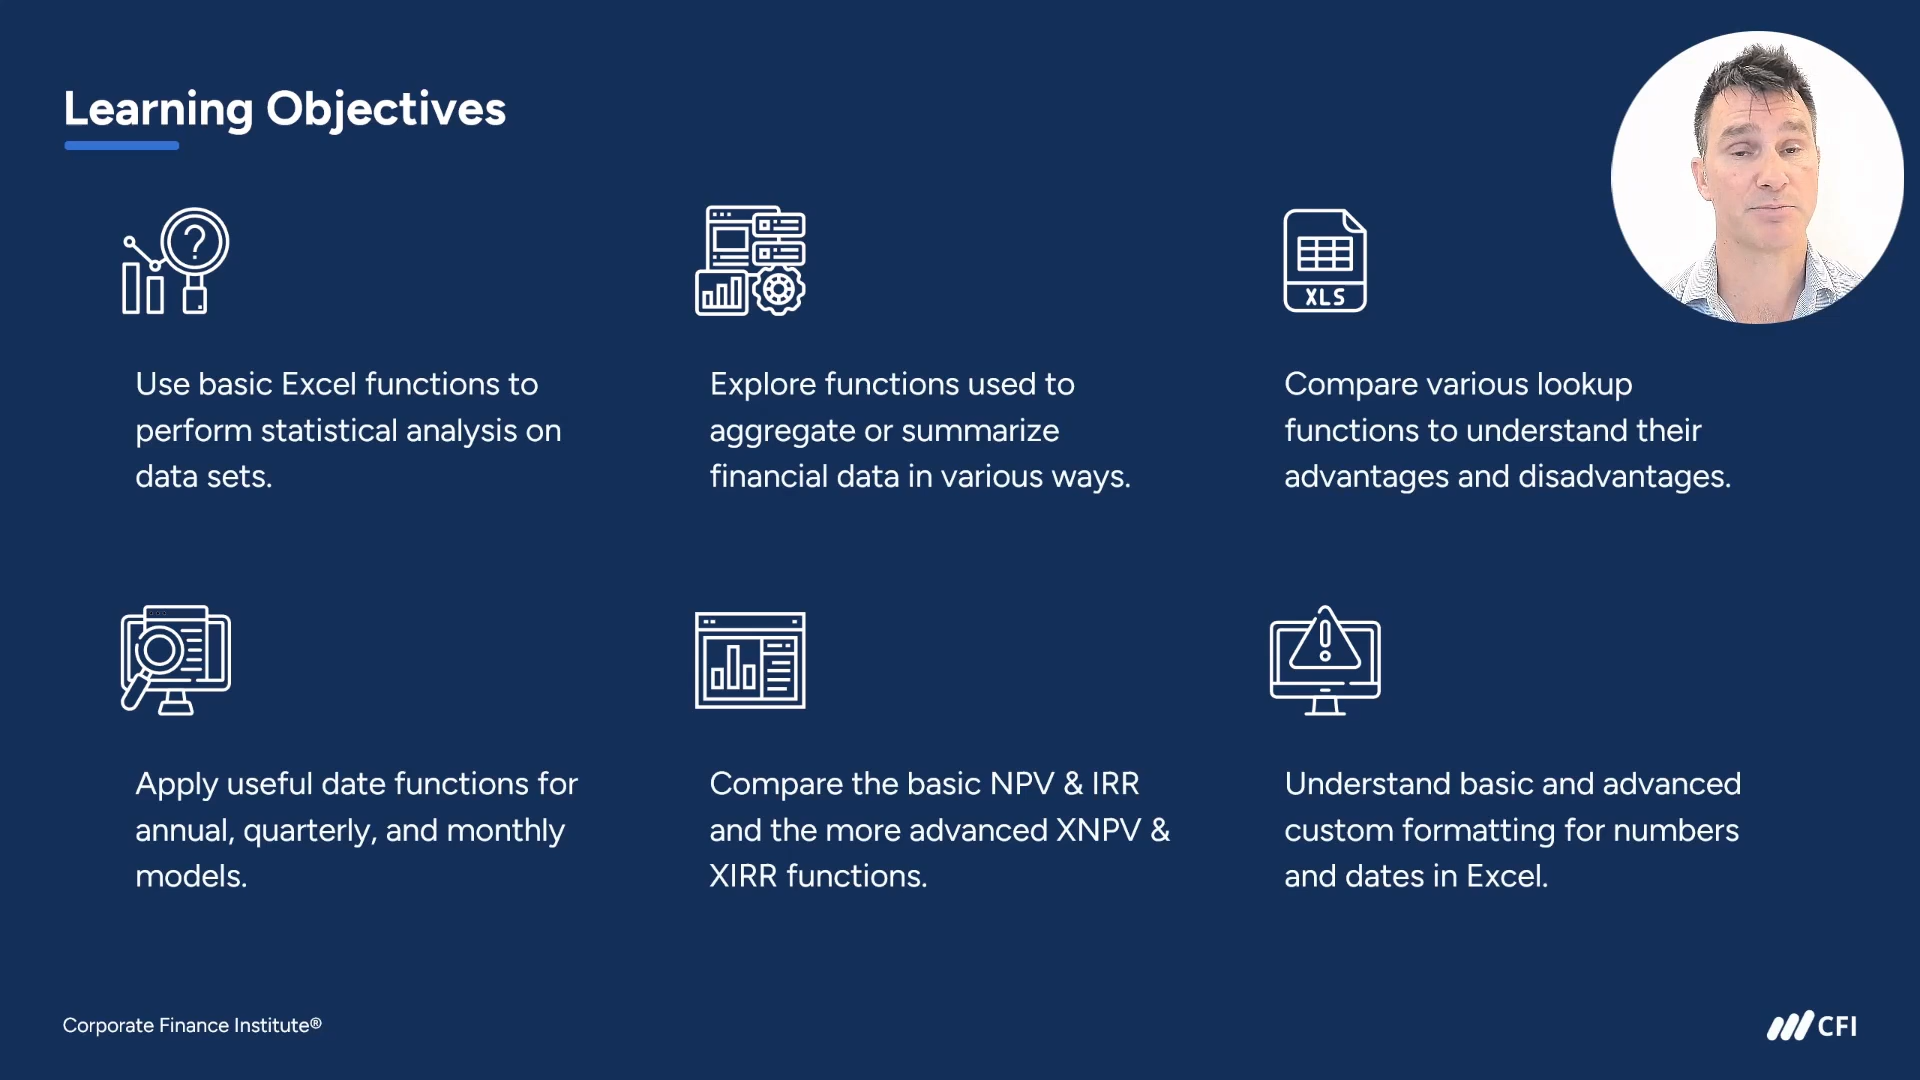 Learning Objectives
?
XLS
Use basic Excel functions to
perform statistical analysis on
data sets.
Explore functions used to
aggregate or summarize
financial data in various ways.
Compare various lookup
functions to understand their
advantages and disadvantages.
Apply useful date functions for
annual, quarterly, and monthly
models.
Compare the basic NPV & IRR
and the more advanced XNPV &
XIRR functions.
Understand basic and advanced
custom formatting for numbers
and dates in Excel.
Corporate Finance Institute®
CFI